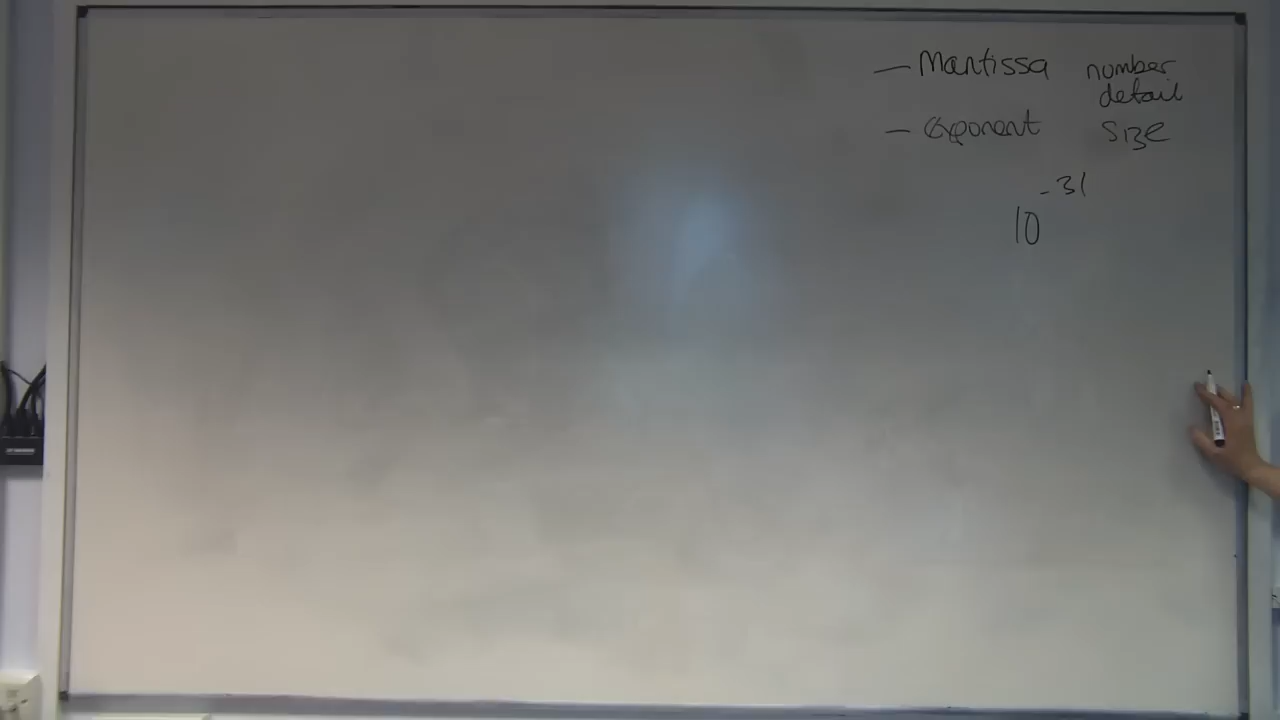 — Mantissa number
detail
— Exponent size
10^-31